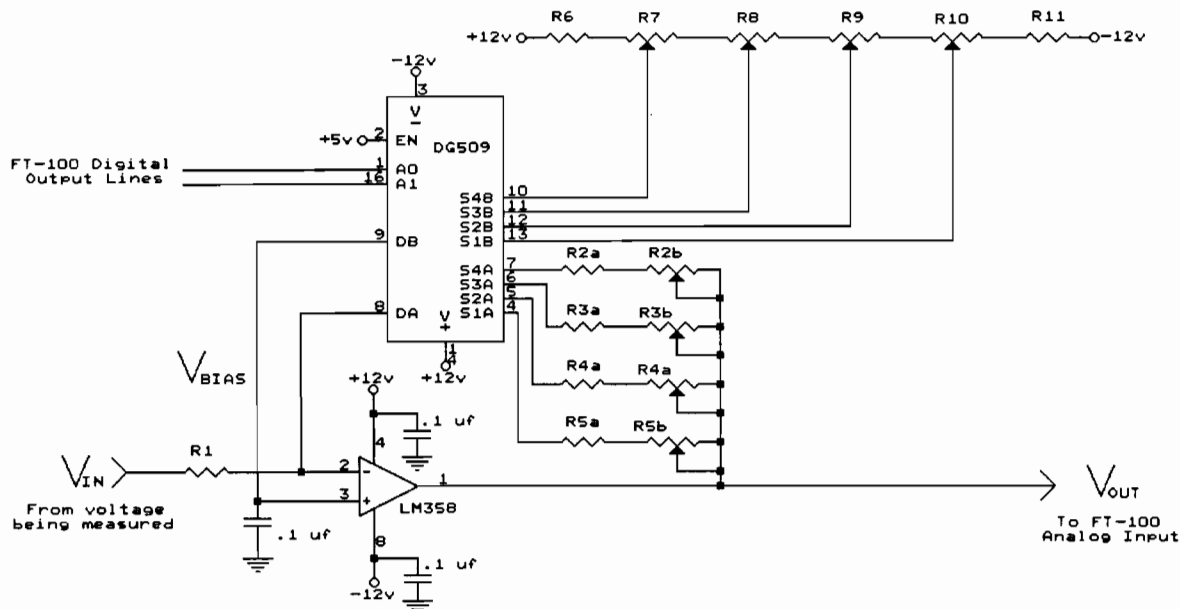 R6
R7
R8
R9
R10
R11
+12v
-12v
-12v
3
V
-
2
EN
+5v
DG509
FT-100 Digital
Output Lines
1
A0
16
A1
S4B
10
S3B
11
S2B
12
S1B
13
9
DB
S4A
7
S3A
6
S2A
5
S1A
4
R2a
R2b
8
DA
V
+
R3a
R3b
1
4
VBIAS
+12v
+12v
R4a
R4a
.1 uf
R5a
R5b
4
R1
VIN
2
-
1
3
+
LM358
VOUT
From voltage
being measured
.1 uf
8
To FT-100
Analog Input
.1 uf
-12v